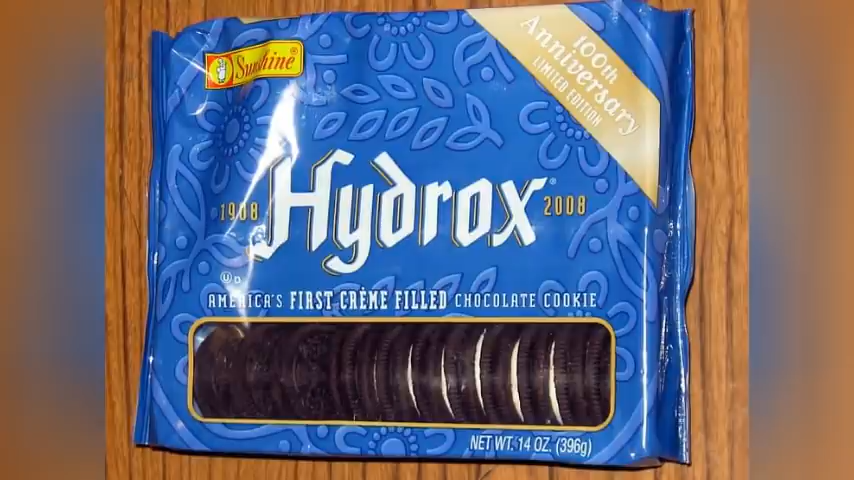 Sunshine®
100th
Anniversary
LIMITED EDITION
1908 Hydrox® 2008
U D
AMERICA'S FIRST CRÈME FILLED CHOCOLATE COOKIE
NET WT. 14 OZ. (396g)